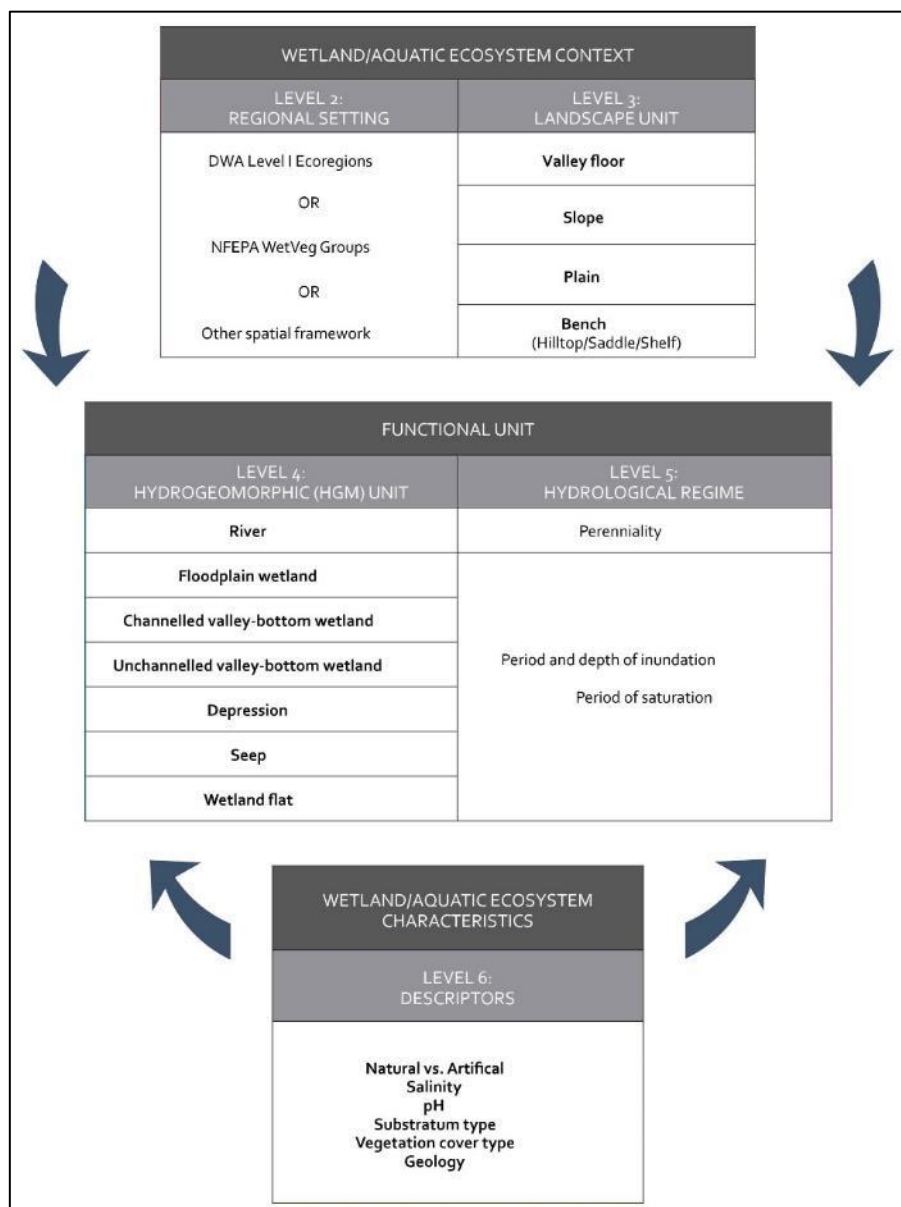 WETLAND/AQUATIC ECOSYSTEM CONTEXT
LEVEL 2:
REGIONAL SETTING
LEVEL 3:
LANDSCAPE UNIT
DWA Level I Ecoregions
OR
NFEPA WetVeg Groups
OR
Other spatial framework
Valley floor
Slope
Plain
Bench
(Hilltop/Saddle/Shelf)
FUNCTIONAL UNIT
LEVEL 4:
HYDROGEOMORPHIC (HGM) UNIT
LEVEL 5:
HYDROLOGICAL REGIME
River
Perenniality
Floodplain wetland
Channelled valley-bottom wetland
Unchannelled valley-bottom wetland
Depression
Seep
Wetland flat
Period and depth of inundation
Period of saturation
WETLAND/AQUATIC ECOSYSTEM
CHARACTERISTICS
LEVEL 6:
DESCRIPTORS
Natural vs. Artifical
Salinity
pH
Substratum type
Vegetation cover type
Geology